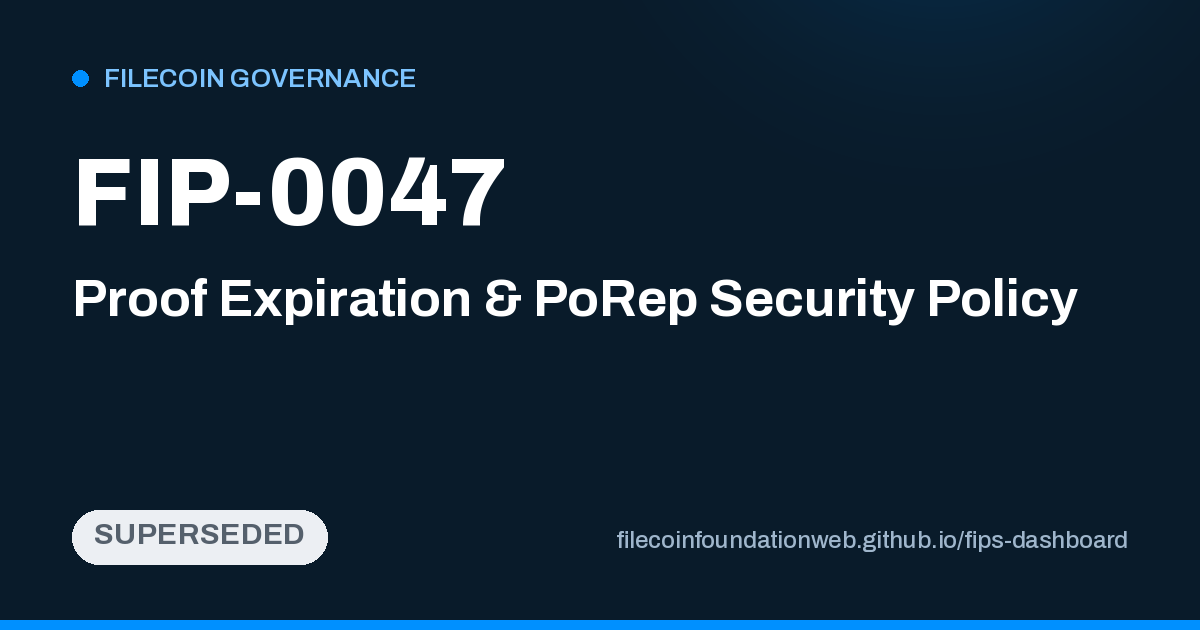 FILECOIN GOVERNANCE
FIP-0047
Proof Expiration & PoRep Security Policy
SUPERSEDED
filecoinfoundationweb.github.io/fips-dashboard